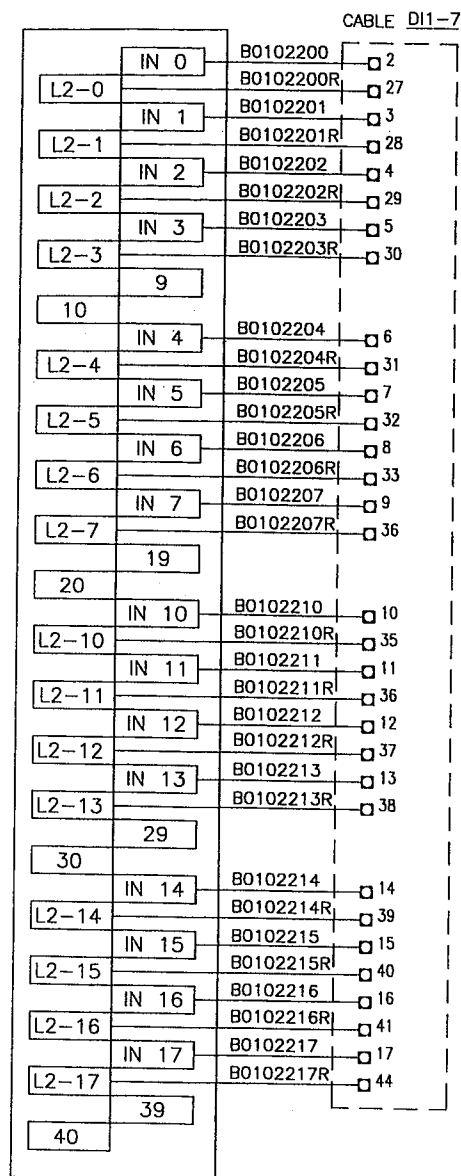 CABLE DI1-7
IN 0 B0102200 2
L2-0 B0102200R 27
IN 1 B0102201 3
L2-1 B0102201R 28
IN 2 B0102202 4
L2-2 B0102202R 29
IN 3 B0102203 5
L2-3 B0102203R 30
9
10
IN 4 B0102204 6
L2-4 B0102204R 31
IN 5 B0102205 7
L2-5 B0102205R 32
IN 6 B0102206 8
L2-6 B0102206R 33
IN 7 B0102207 9
L2-7 B0102207R 36
19
20
IN 10 B0102210 10
L2-10 B0102210R 35
IN 11 B0102211 11
L2-11 B0102211R 36
IN 12 B0102212 12
L2-12 B0102212R 37
IN 13 B0102213 13
L2-13 B0102213R 38
29
30
IN 14 B0102214 14
L2-14 B0102214R 39
IN 15 B0102215 15
L2-15 B0102215R 40
IN 16 B0102216 16
L2-16 B0102216R 41
IN 17 B0102217 17
L2-17 B0102217R 44
39
40